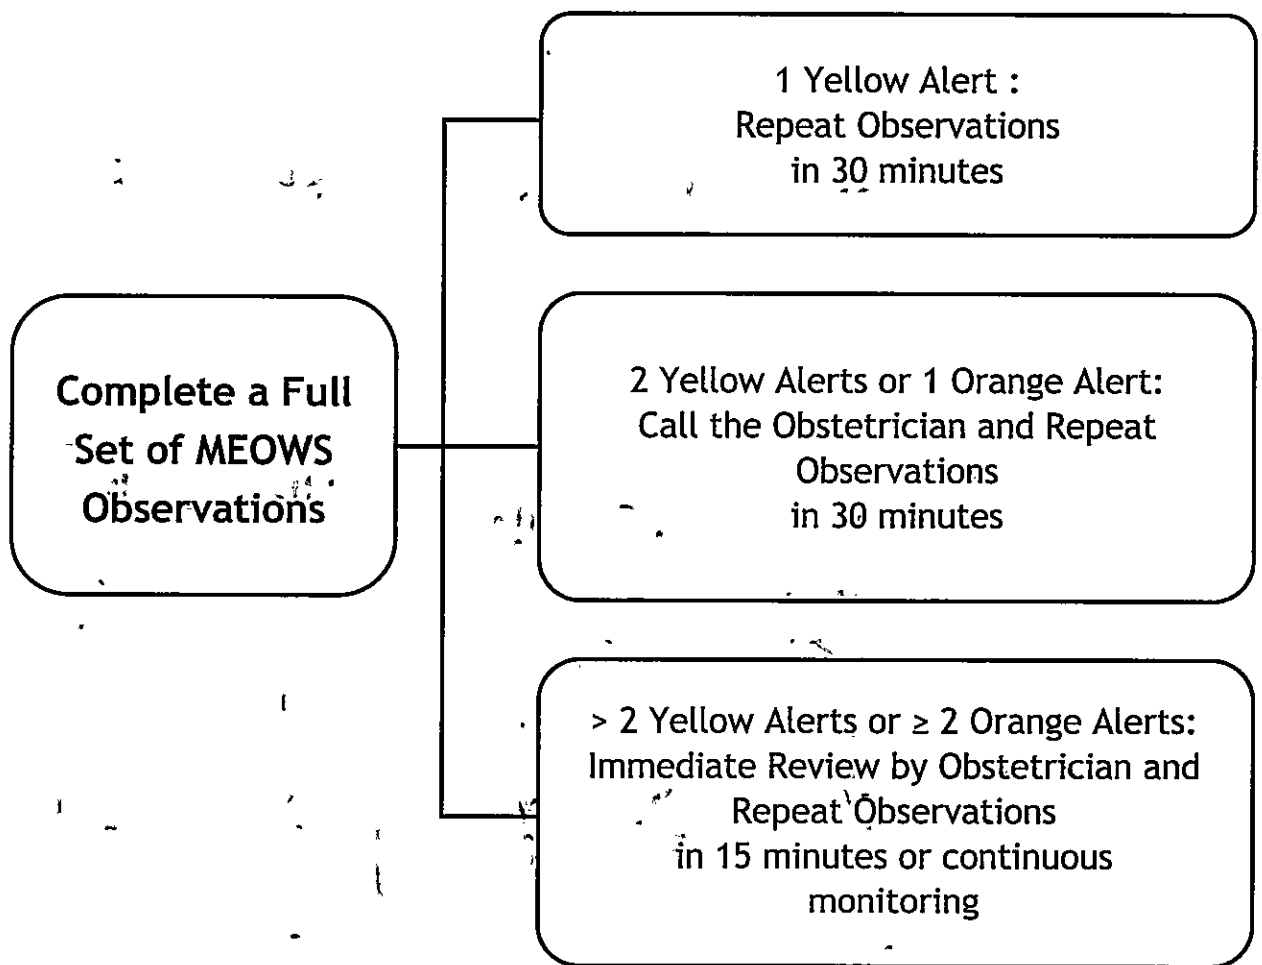 1 Yellow Alert :
Repeat Observations
in 30 minutes
Complete a Full
Set of MEOWS
Observations
2 Yellow Alerts or 1 Orange Alert:
Call the Obstetrician and Repeat
Observations
in 30 minutes
> 2 Yellow Alerts or ≥ 2 Orange Alerts:
Immediate Review by Obstetrician and
Repeat Observations
in 15 minutes or continuous
monitoring